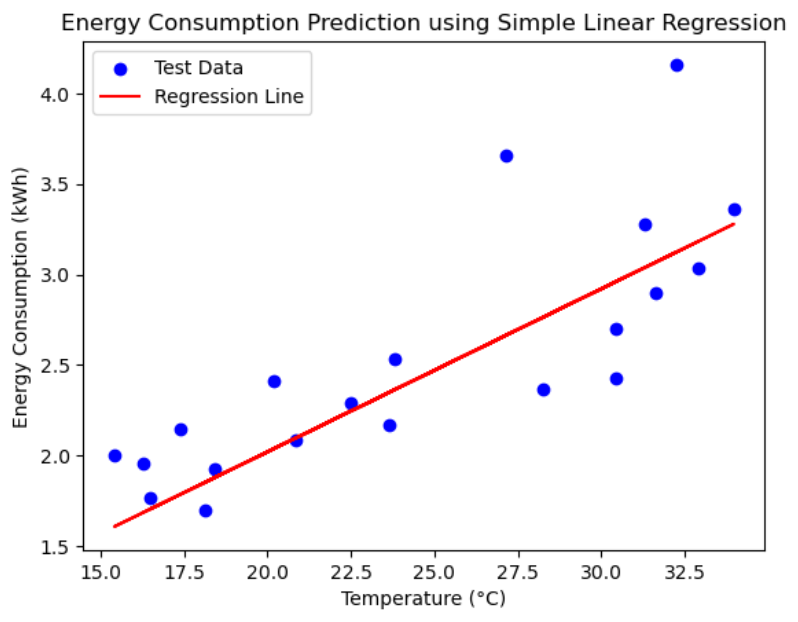 Energy Consumption Prediction using Simple Linear Regression
Test Data
Regression Line
4.0
3.5
3.0
2.5
2.0
1.5
Energy Consumption (kWh)
15.0 17.5 20.0 22.5 25.0 27.5 30.0 32.5
Temperature (°C)